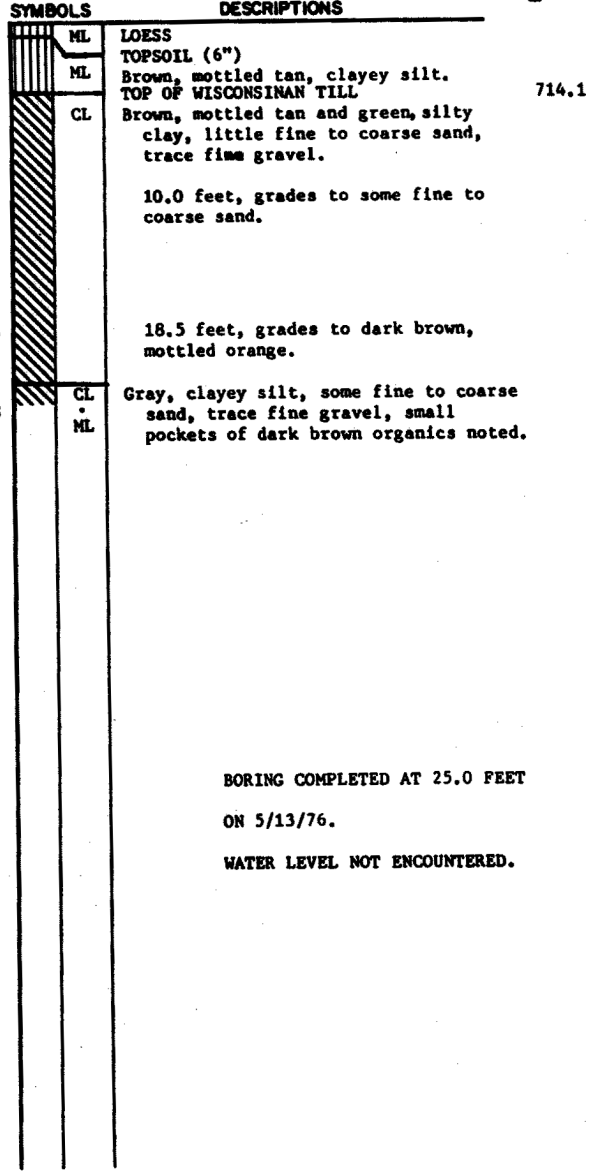 SYMBOLS DESCRIPTIONS
ML LOESS
TOPSOIL (6")
ML Brown, mottled tan, clayey silt.
TOP OF WISCONSINAN TILL 714.1
CL Brown, mottled tan and green, silty
clay, little fine to coarse sand,
trace fine gravel.
10.0 feet, grades to some fine to
coarse sand.
18.5 feet, grades to dark brown,
mottled orange.
CL Gray, clayey silt, some fine to coarse
- sand, trace fine gravel, small
ML pockets of dark brown organics noted.
BORING COMPLETED AT 25.0 FEET
ON 5/13/76.
WATER LEVEL NOT ENCOUNTERED.